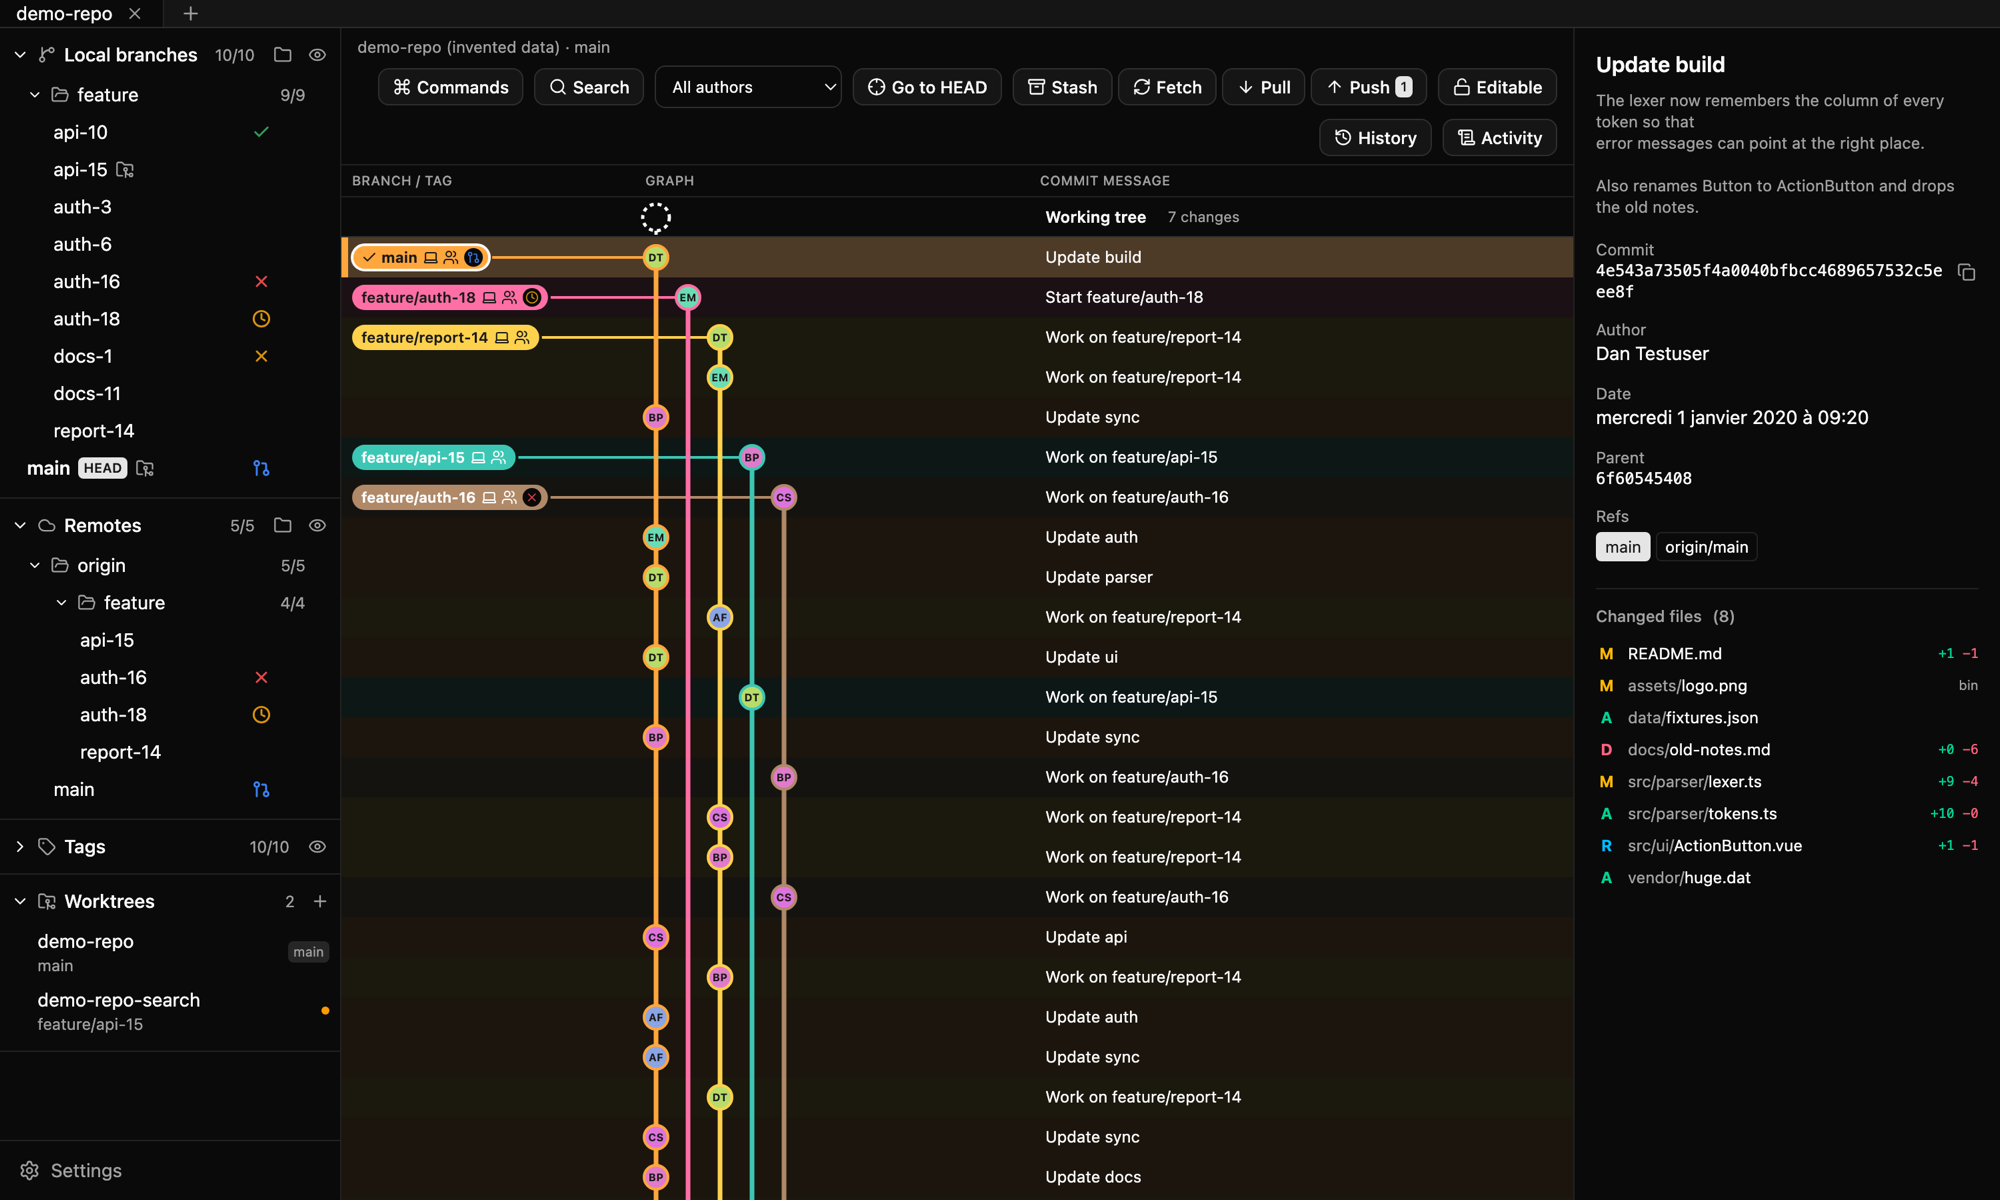 demo-repo
Local branches 10/10
feature 9/9
api-10
api-15
auth-3
auth-6
auth-16
auth-18
docs-1
docs-11
report-14
main HEAD
Remotes 5/5
origin 5/5
feature 4/4
api-15
auth-16
auth-18
report-14
main
Tags 10/10
Worktrees 2 +
demo-repo
main
main
demo-repo-search
feature/api-15
Settings
demo-repo (invented data) · main
Commands
Search
All authors
Go to HEAD
Stash
Fetch
Pull
Push 1
Editable
History
Activity
BRANCH / TAG GRAPH COMMIT MESSAGE
Working tree 7 changes
main DT Update build
feature/auth-18 EM Start feature/auth-18
feature/report-14 DT Work on feature/report-14
EM Work on feature/report-14
BP Update sync
feature/api-15 BP Work on feature/api-15
feature/auth-16 CS Work on feature/auth-16
EM Update auth
DT Update parser
AF Work on feature/report-14
DT Update ui
DT Work on feature/api-15
BP Update sync
BP Work on feature/auth-16
CS Work on feature/report-14
BP Work on feature/report-14
CS Work on feature/auth-16
CS Update api
BP Work on feature/report-14
AF Update auth
AF Update sync
DT Work on feature/report-14
CS Update sync
BP Update docs
Update build
The lexer now remembers the column of every
token so that
error messages can point at the right place.
Also renames Button to ActionButton and drops
the old notes.
Commit
4e543a73505f4a0040bfbcc4689657532c5e
ee8f
Author
Dan Testuser
Date
mercredi 1 janvier 2020 à 09:20
Parent
6f60545408
Refs
main origin/main
Changed files (8)
M README.md +1 −1
M assets/logo.png bin
A data/fixtures.json
D docs/old-notes.md +0 −6
M src/parser/lexer.ts +9 −4
A src/parser/tokens.ts +10 −0
R src/ui/ActionButton.vue +1 −1
A vendor/huge.dat